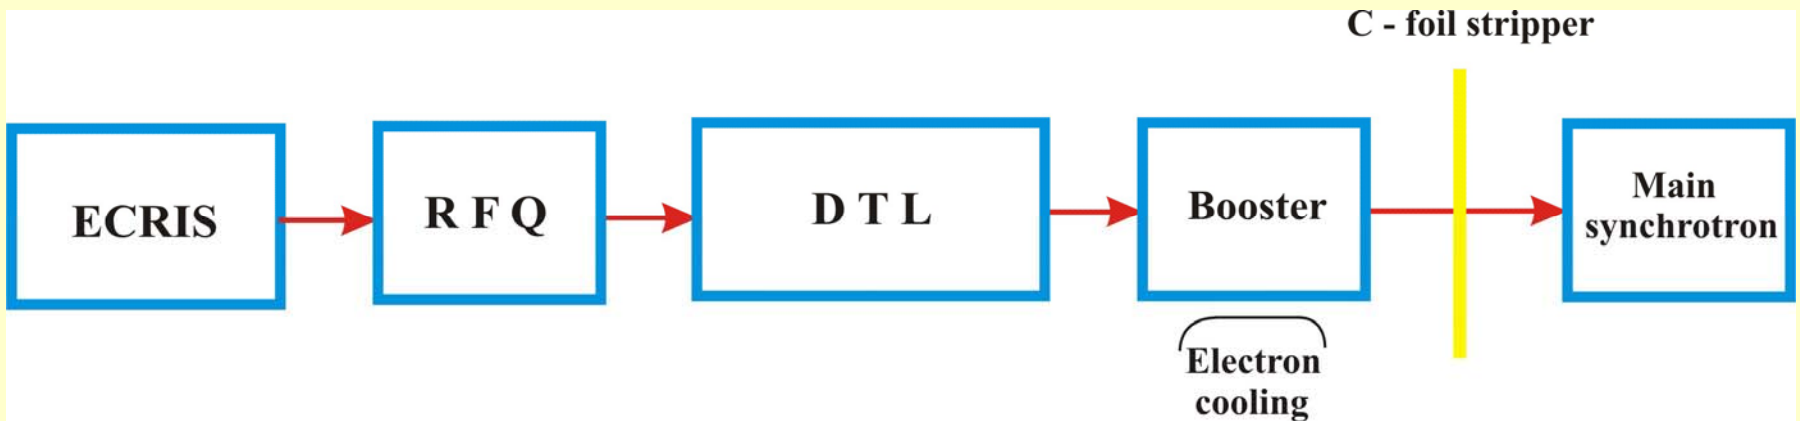 C - foil stripper
ECRIS
R F Q
D T L
Booster
Main
synchrotron
Electron
cooling